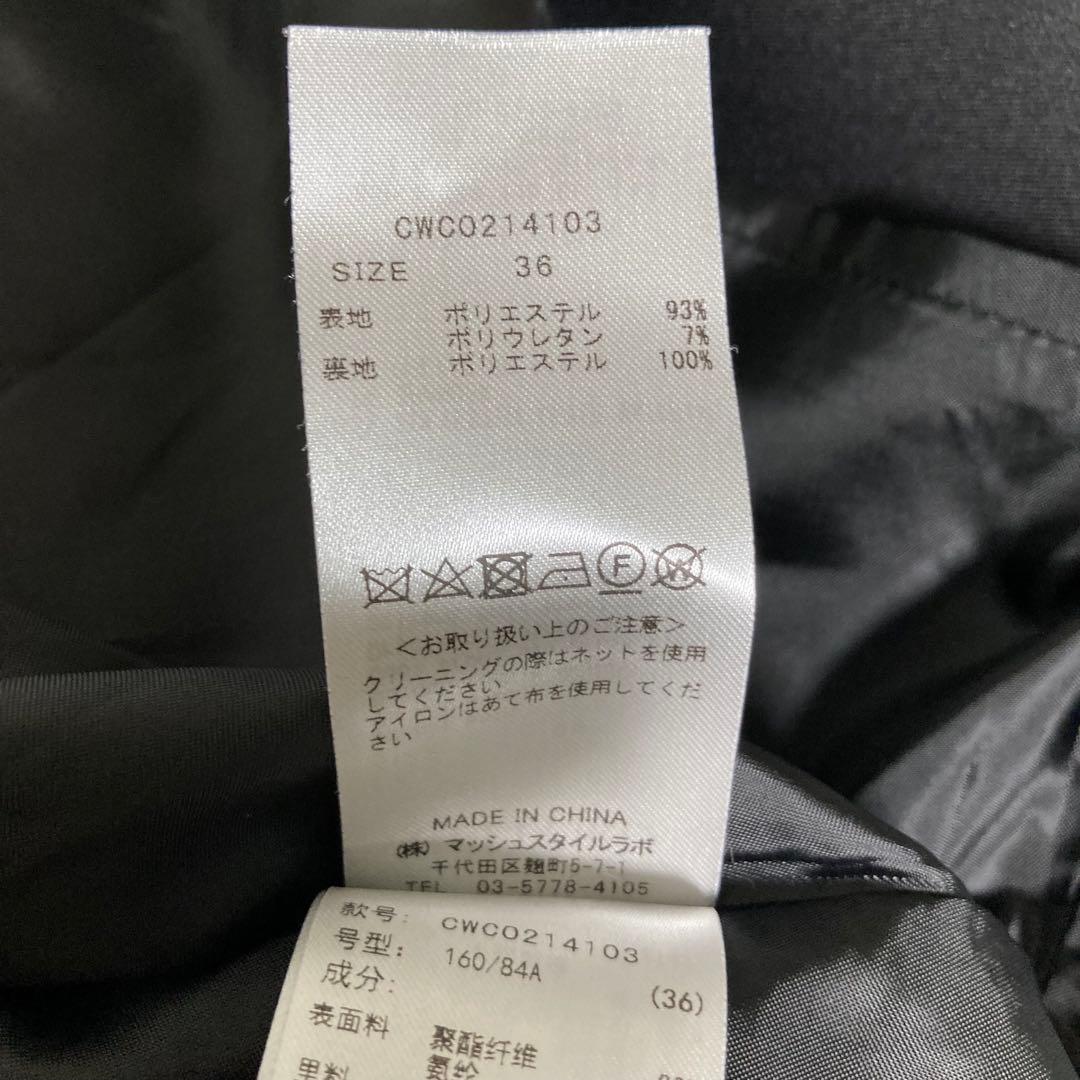 CWCO214103
SIZE 36
表地 ポリエステル 93%
ポリウレタン 7%
裏地 ポリエステル 100%
F W
＜お取り扱い上のご注意＞
クリーニングの際はネットを使用
してください
アイロンはあて布を使用してくだ
さい
MADE IN CHINA
(株) マッシュスタイルラボ
千代田区麹町5-7-1
TEL 03-5778-4105
款号: CWCO214103
号型: 160/84A (36)
成分:
表面料 聚酯纤维
里料 氨纶